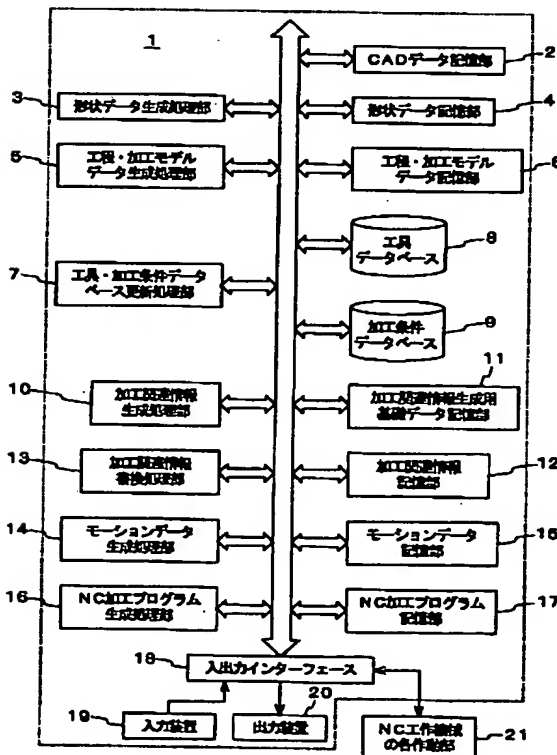 1
2
CADデータ記憶部
3
形状データ生成処理部
4
形状データ記憶部
5
工程・加工モデル
データ生成処理部
6
工程・加工モデル
データ記憶部
7
工具・加工条件データ
ベース更新処理部
8
工具
データベース
9
加工条件
データベース
10
加工関連情報
生成処理部
11
加工関連情報生成用
基礎データ記憶部
13
加工関連情報
書換処理部
12
加工関連情報
記憶部
14
モーションデータ
生成処理部
15
モーションデータ
記憶部
16
NC加工プログラム
生成処理部
17
NC加工プログラム
記憶部
18
入出力インターフェース
19
入力装置
20
出力装置
21
NC工作機械
の各作動部